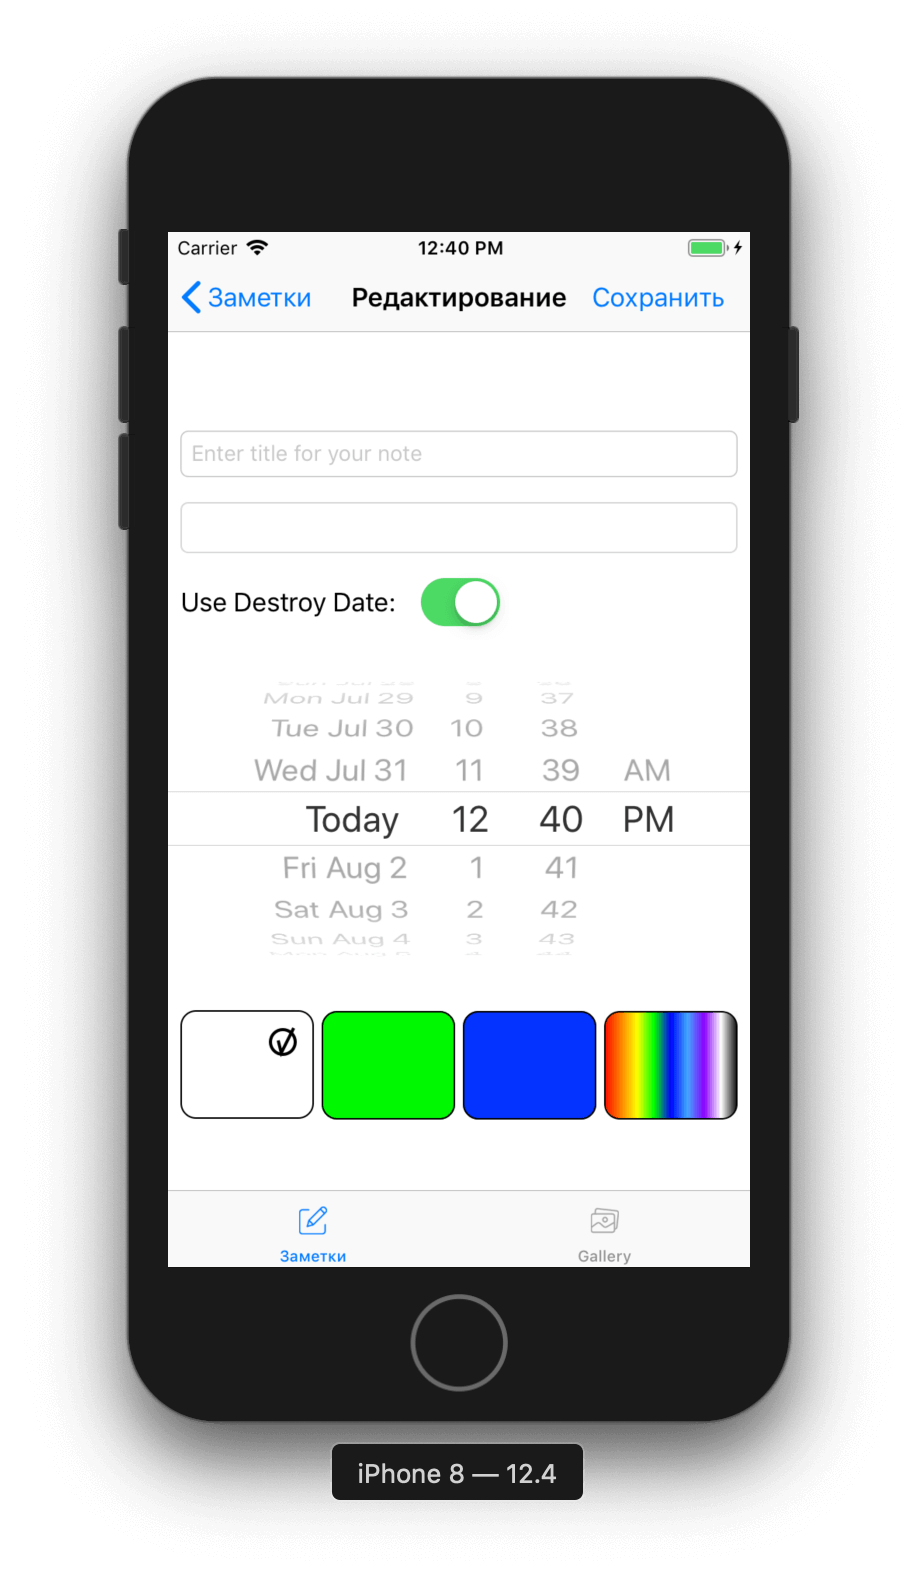 Carrier 12:40 PM
Заметки Редактирование Сохранить
Enter title for your note
Use Destroy Date:
Mon Jul 29 9 37
Tue Jul 30 10 38
Wed Jul 31 11 39 AM
Today 12 40 PM
Fri Aug 2 1 41
Sat Aug 3 2 42
Sun Aug 4 3 43
Заметки Gallery
iPhone 8 — 12.4